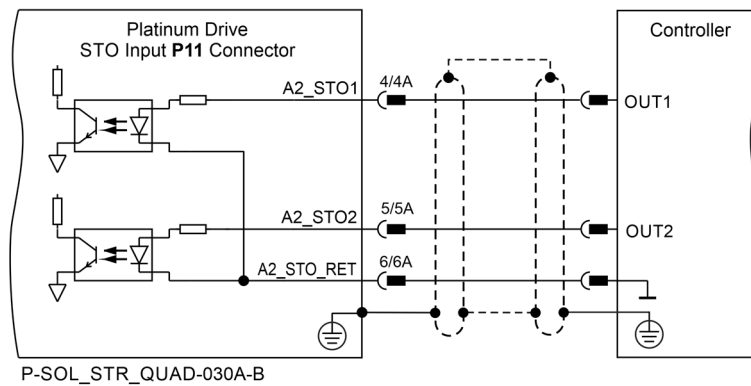 Platinum Drive
STO Input P11 Connector
Controller
A2_STO1
4/4A
OUT1
A2_STO2
5/5A
OUT2
A2_STO_RET
6/6A
P-SOL_STR_QUAD-030A-B